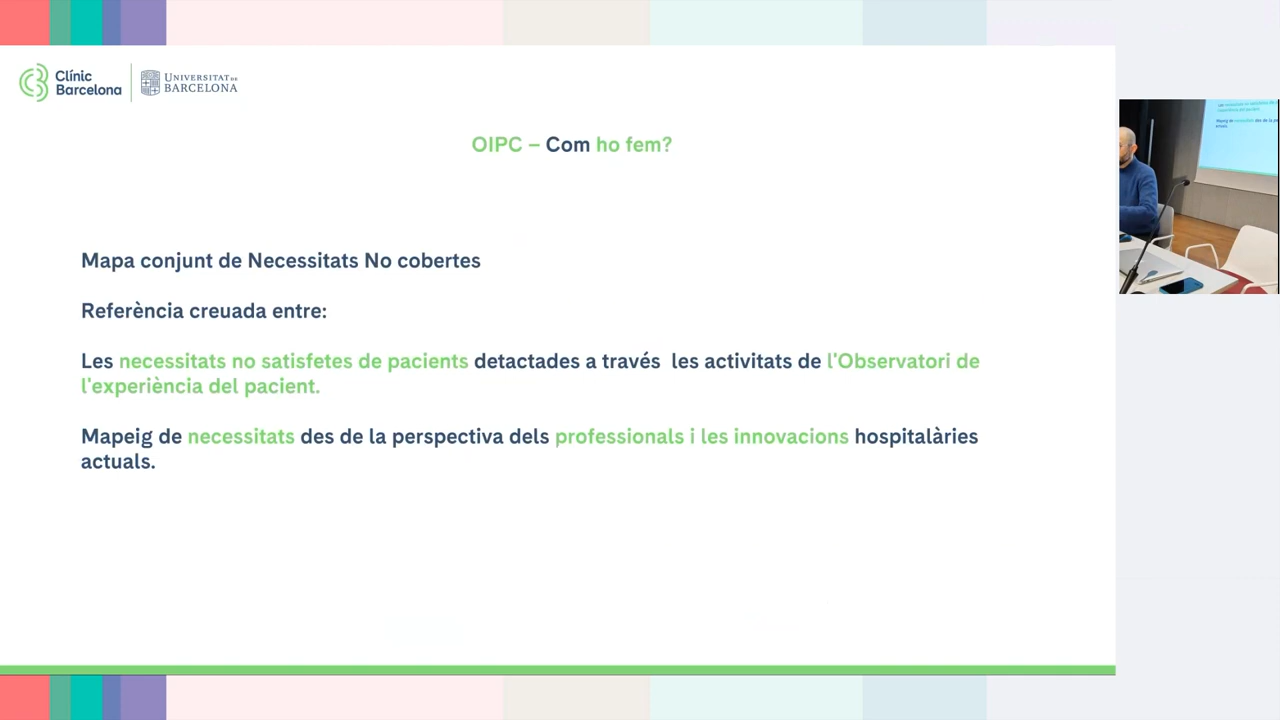 Clínic
Barcelona
UNIVERSITAT DE
BARCELONA
OIPC – Com ho fem?
Mapa conjunt de Necessitats No cobertes
Referència creuada entre:
Les necessitats no satisfetes de pacients detactades a través les activitats de l'Observatori de
l'experiència del pacient.
Mapeig de necessitats des de la perspectiva dels professionals i les innovacions hospitalàries
actuals.